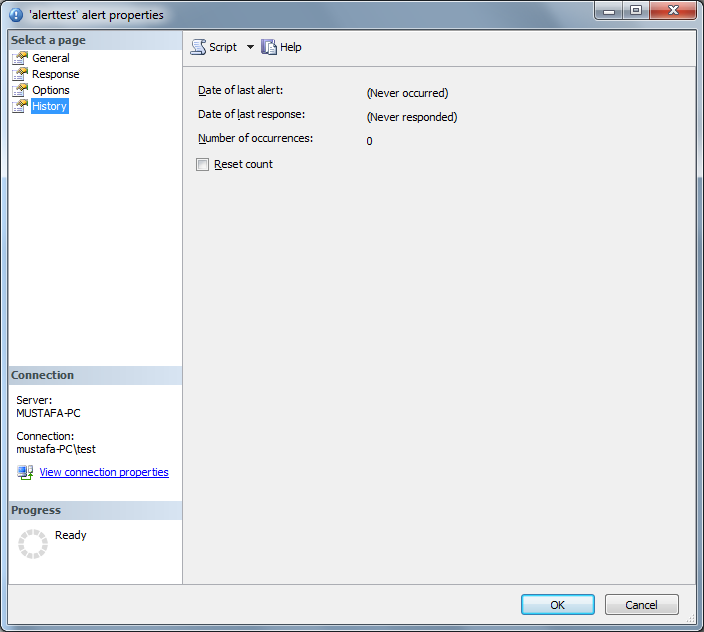 'alerttest' alert properties
Select a page
General
Response
Options
History
Script
Help
Date of last alert: (Never occurred)
Date of last response: (Never responded)
Number of occurrences: 0
Reset count
Connection
Server:
MUSTAFA-PC
Connection:
mustafa-PC\test
View connection properties
Progress
Ready
OK
Cancel